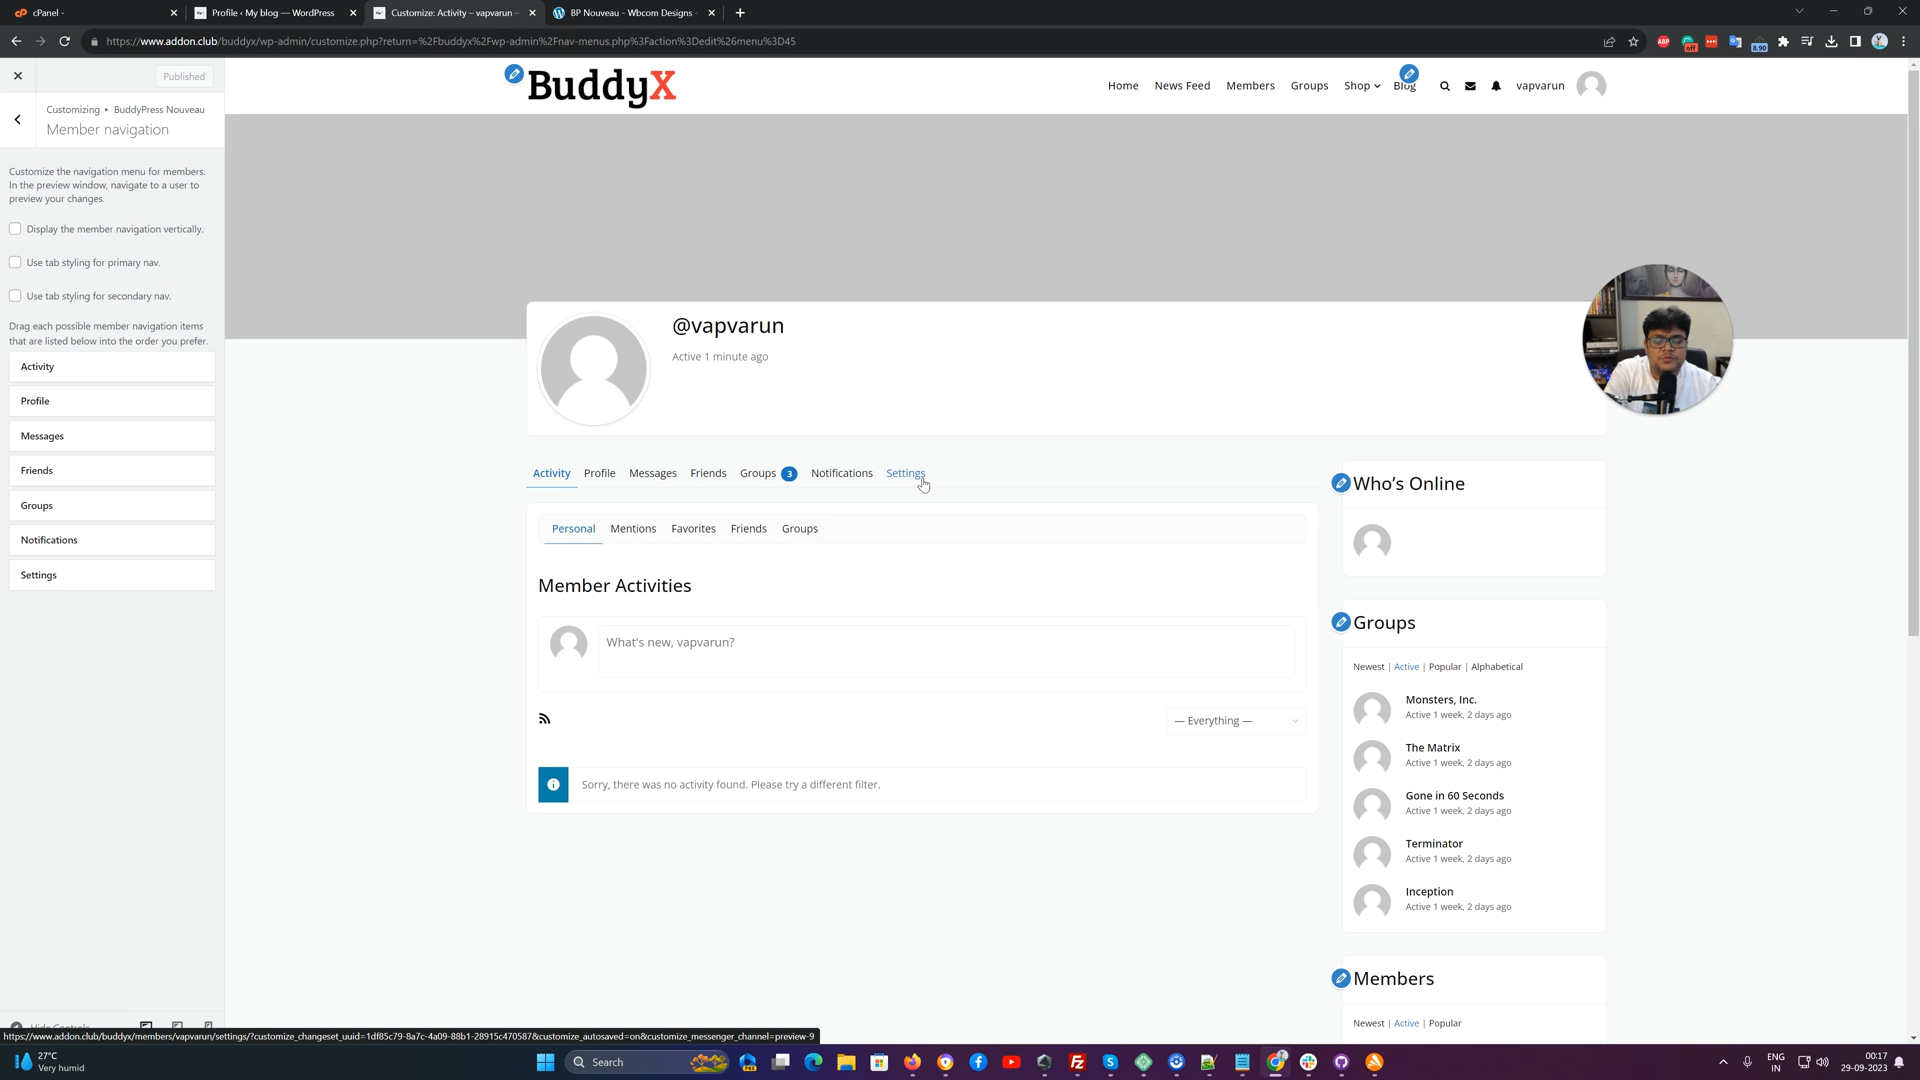 cPanel -
Profile ‹ My blog — WordPress
Customize: Activity – vapvarun –
BP Nouveau - Wbcom Designs -
https://www.addon.club/buddyx/wp-admin/customize.php?return=%2Fbuddyx%2Fwp-admin%2Fnav-menus.php%3Faction%3Dedit%26menu%3D45
ABP
off
8.90
Published
Customizing ▸ BuddyPress Nouveau
Member navigation
Customize the navigation menu for members.
In the preview window, navigate to a user to
preview your changes.
Display the member navigation vertically.
Use tab styling for primary nav.
Use tab styling for secondary nav.
Drag each possible member navigation items
that are listed below into the order you prefer.
Activity
Profile
Messages
Friends
Groups
Notifications
Settings
BuddyX
Home News Feed Members Groups Shop Blog vapvarun
@vapvarun
Active 1 minute ago
Activity Profile Messages Friends Groups 3 Notifications Settings
Personal Mentions Favorites Friends Groups
Member Activities
What's new, vapvarun?
— Everything —
Sorry, there was no activity found. Please try a different filter.
Who's Online
Groups
Newest | Active | Popular | Alphabetical
Monsters, Inc.
Active 1 week, 2 days ago
The Matrix
Active 1 week, 2 days ago
Gone in 60 Seconds
Active 1 week, 2 days ago
Terminator
Active 1 week, 2 days ago
Inception
Active 1 week, 2 days ago
Members
Newest | Active | Popular
Hide Controls
https://www.addon.club/buddyx/members/vapvarun/settings/?customize_changeset_uuid=1df85c79-8a7c-4a09-88b1-28915c470587&customize_autosaved=on&customize_messenger_channel=preview-9
27°C
Very humid
Search
PRE
ENG
IN
00:17
29-09-2023